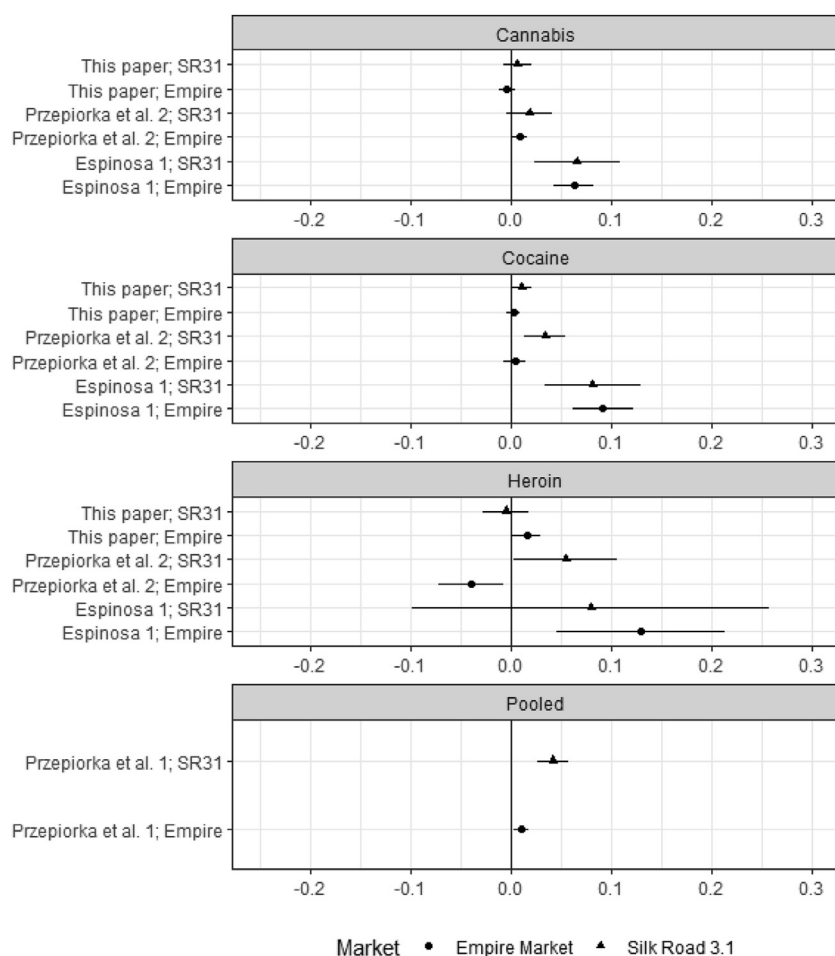 Cannabis
This paper; SR31
This paper; Empire
Przepiorka et al. 2; SR31
Przepiorka et al. 2; Empire
Espinosa 1; SR31
Espinosa 1; Empire
-0.2 -0.1 0.0 0.1 0.2 0.3
Cocaine
This paper; SR31
This paper; Empire
Przepiorka et al. 2; SR31
Przepiorka et al. 2; Empire
Espinosa 1; SR31
Espinosa 1; Empire
-0.2 -0.1 0.0 0.1 0.2 0.3
Heroin
This paper; SR31
This paper; Empire
Przepiorka et al. 2; SR31
Przepiorka et al. 2; Empire
Espinosa 1; SR31
Espinosa 1; Empire
-0.2 -0.1 0.0 0.1 0.2 0.3
Pooled
Przepiorka et al. 1; SR31
Przepiorka et al. 1; Empire
-0.2 -0.1 0.0 0.1 0.2 0.3
Market Empire Market Silk Road 3.1